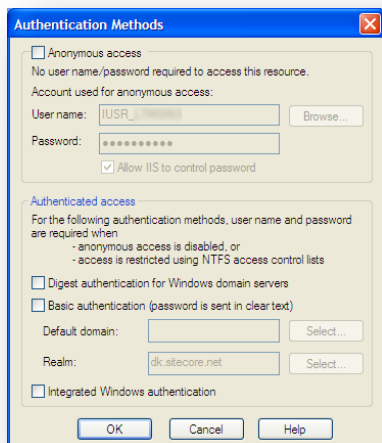 Authentication Methods
Anonymous access
No user name/password required to access this resource.
Account used for anonymous access:
User name: IUSR_ Browse...
Password: ••••••••••
Allow IIS to control password
Authenticated access
For the following authentication methods, user name and password
are required when
- anonymous access is disabled, or
- access is restricted using NTFS access control lists
Digest authentication for Windows domain servers
Basic authentication (password is sent in clear text)
Default domain: Select...
Realm: dk.sitecore.net Select...
Integrated Windows authentication
OK Cancel Help